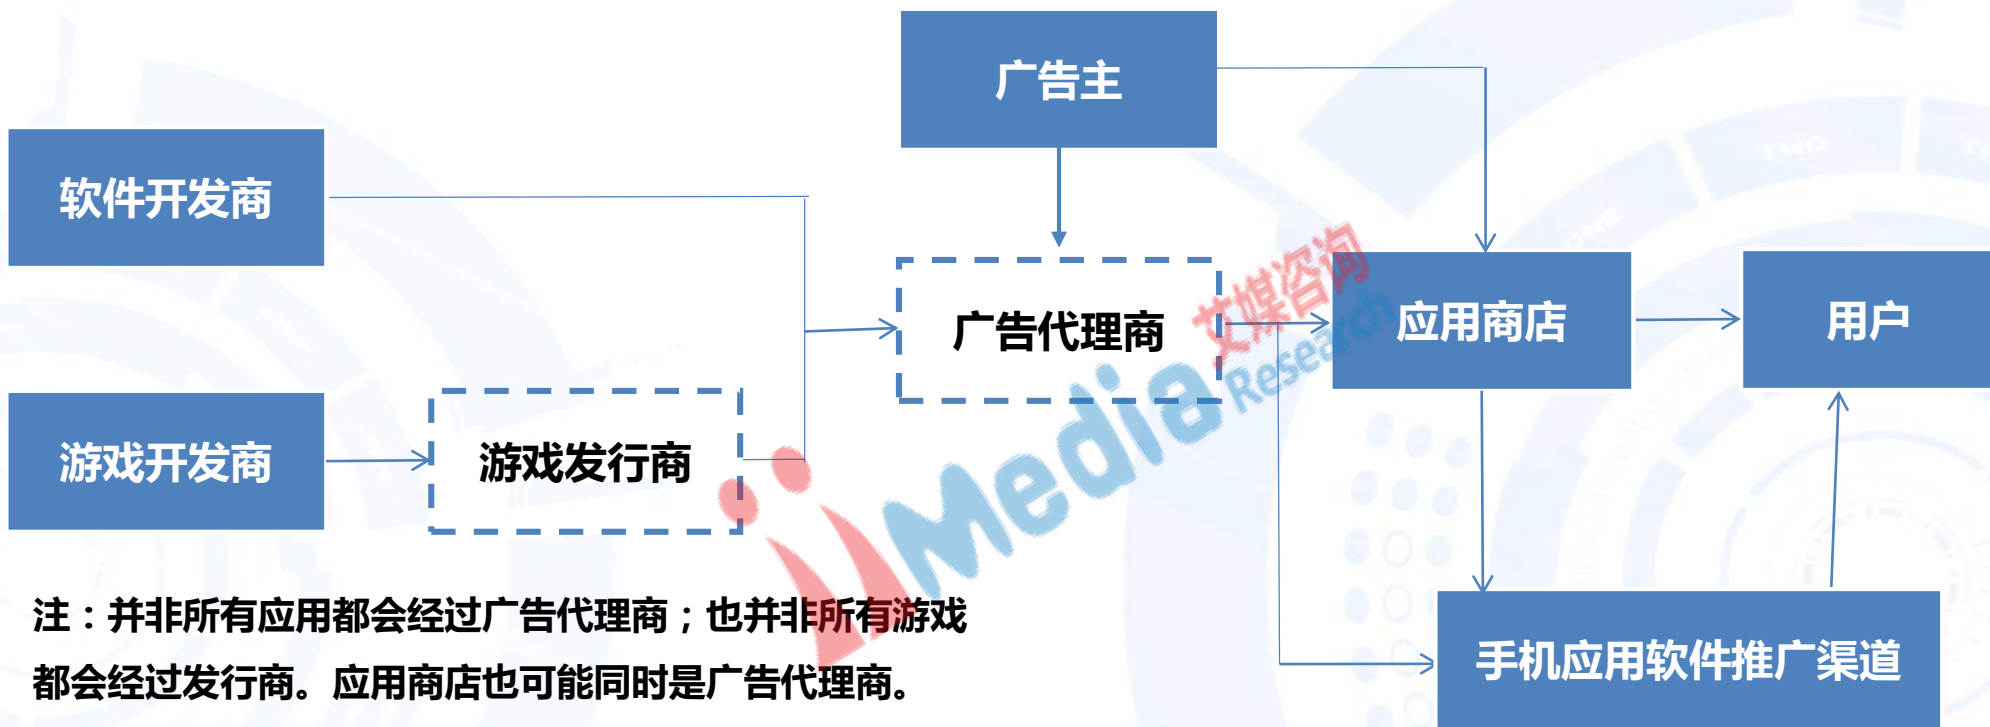 广告主
软件开发商
广告代理商
应用商店
用户
游戏开发商
游戏发行商
艾媒咨询
iiMedia Research
手机应用软件推广渠道
注：并非所有应用都会经过广告代理商；也并非所有游戏
都会经过发行商。应用商店也可能同时是广告代理商。